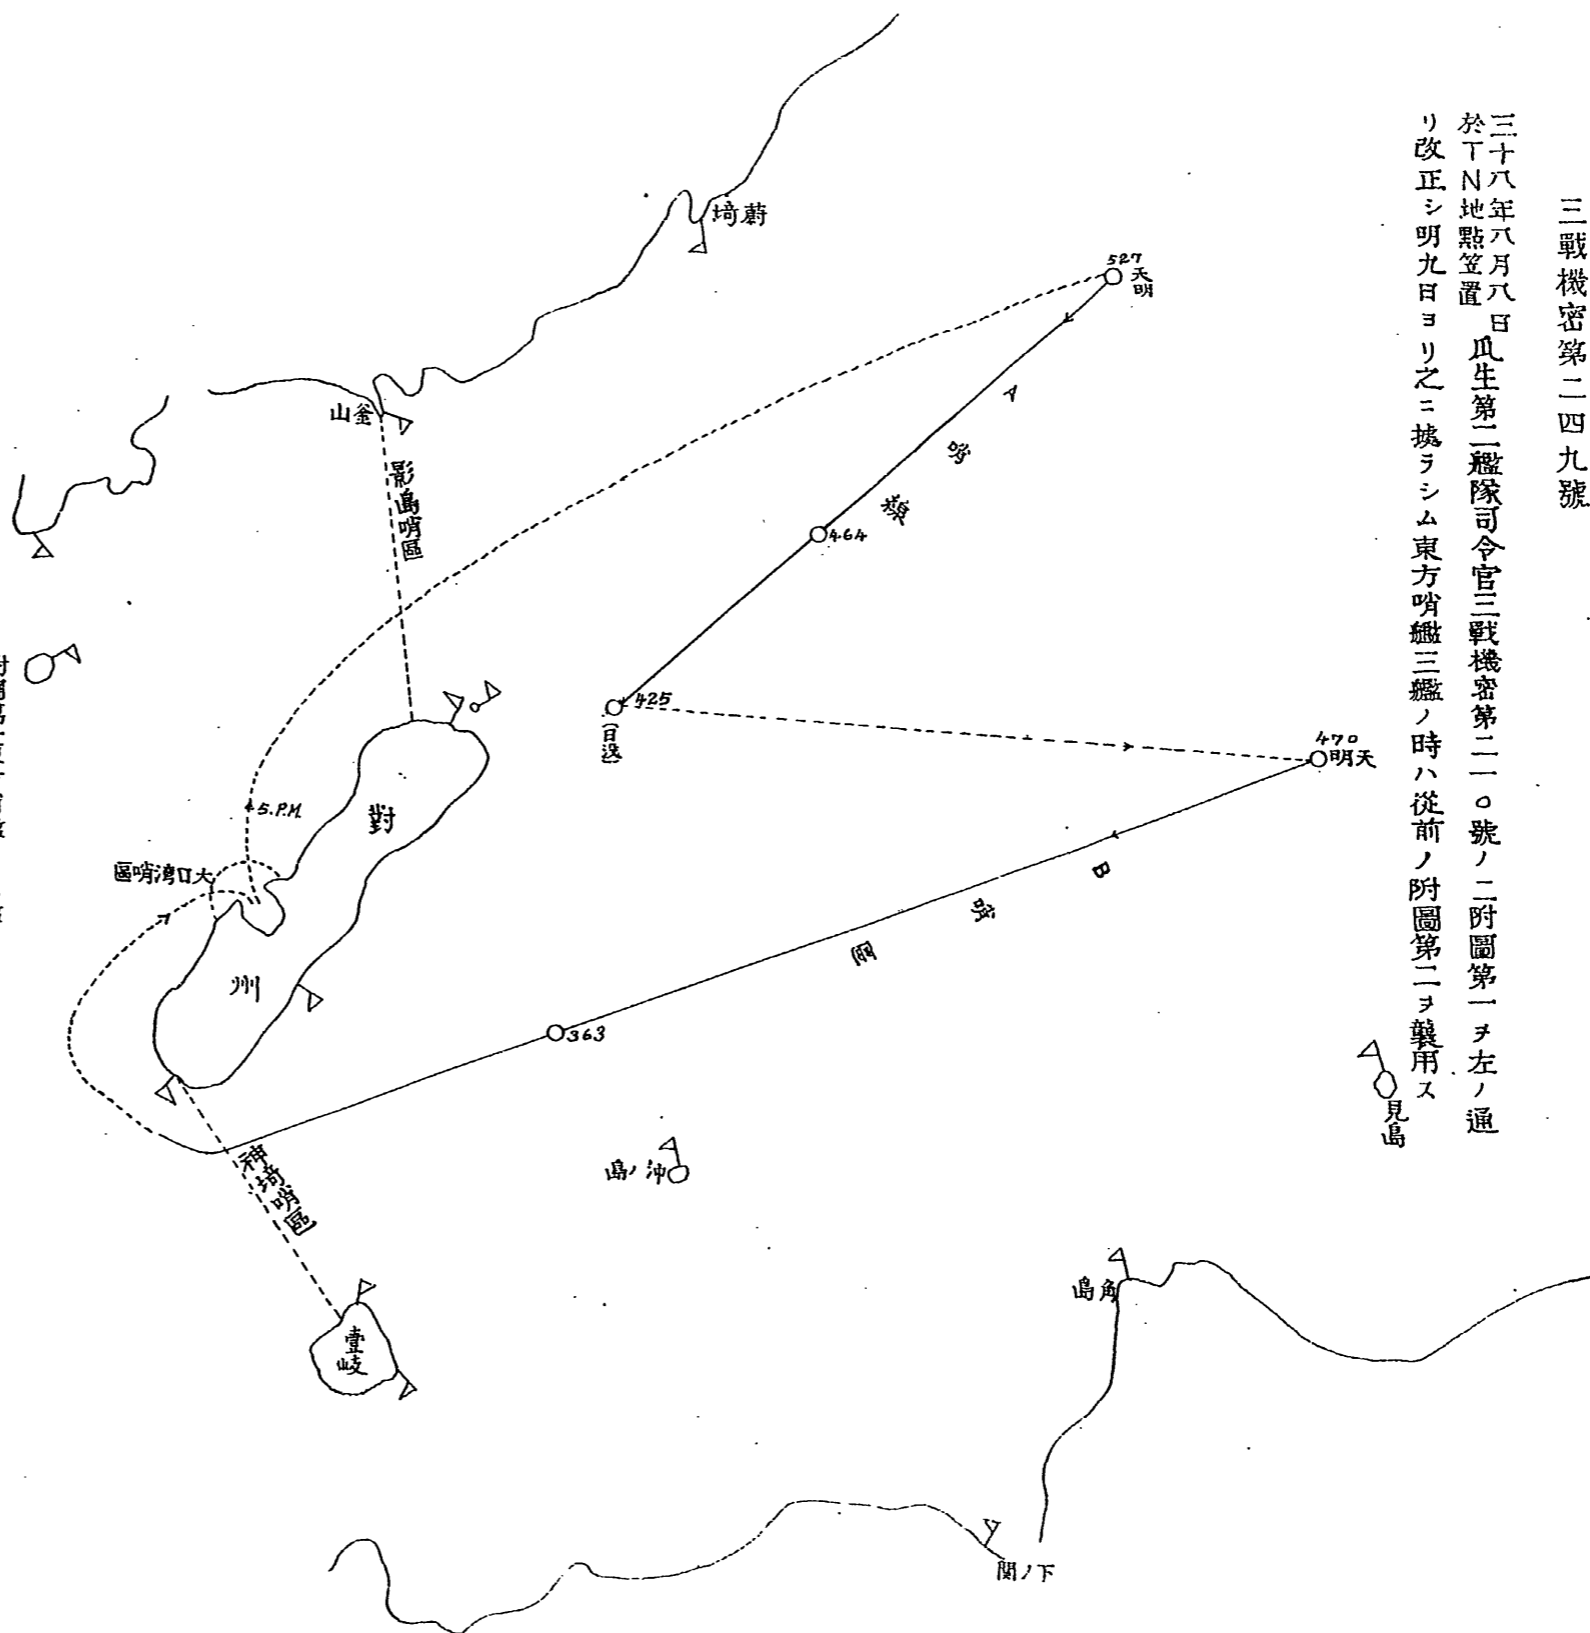 三戰機密第二四九號
三十八年八月八日
於TN地點笠置
瓜生第二艦隊司令官三戰機密第二一〇號ノ二附圖第一ヲ左ノ通
リ改正シ明九日ヨリ之ニ據ラシム東方哨艦三艦ノ時ハ從前ノ附圖第二ヲ襲用ス
蔚埼
527
天明
釜山
影島哨區
A哨線
464
425
日没
470
天明
5.P.M.
對州
大口灣哨區
B哨
363
見島
沖ノ島
神埼哨區
角島
壹岐
下ノ関